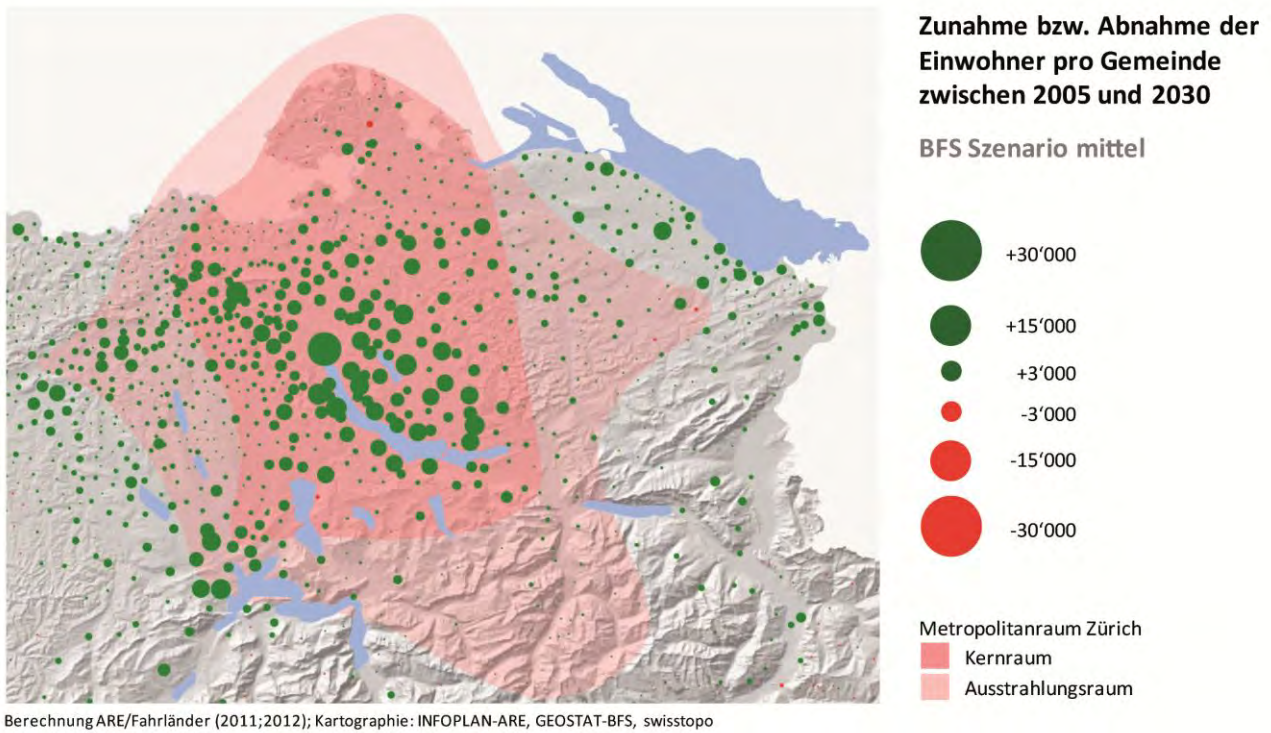 Zunahme bzw. Abnahme der
Einwohner pro Gemeinde
zwischen 2005 und 2030
BFS Szenario mittel
+30‘000
+15‘000
+3‘000
-3‘000
-15‘000
-30‘000
Metropolitanraum Zürich
Kernraum
Ausstrahlungsraum
Berechnung ARE/Fahrländer (2011;2012); Kartographie: INFOPLAN-ARE, GEOSTAT-BFS, swisstopo